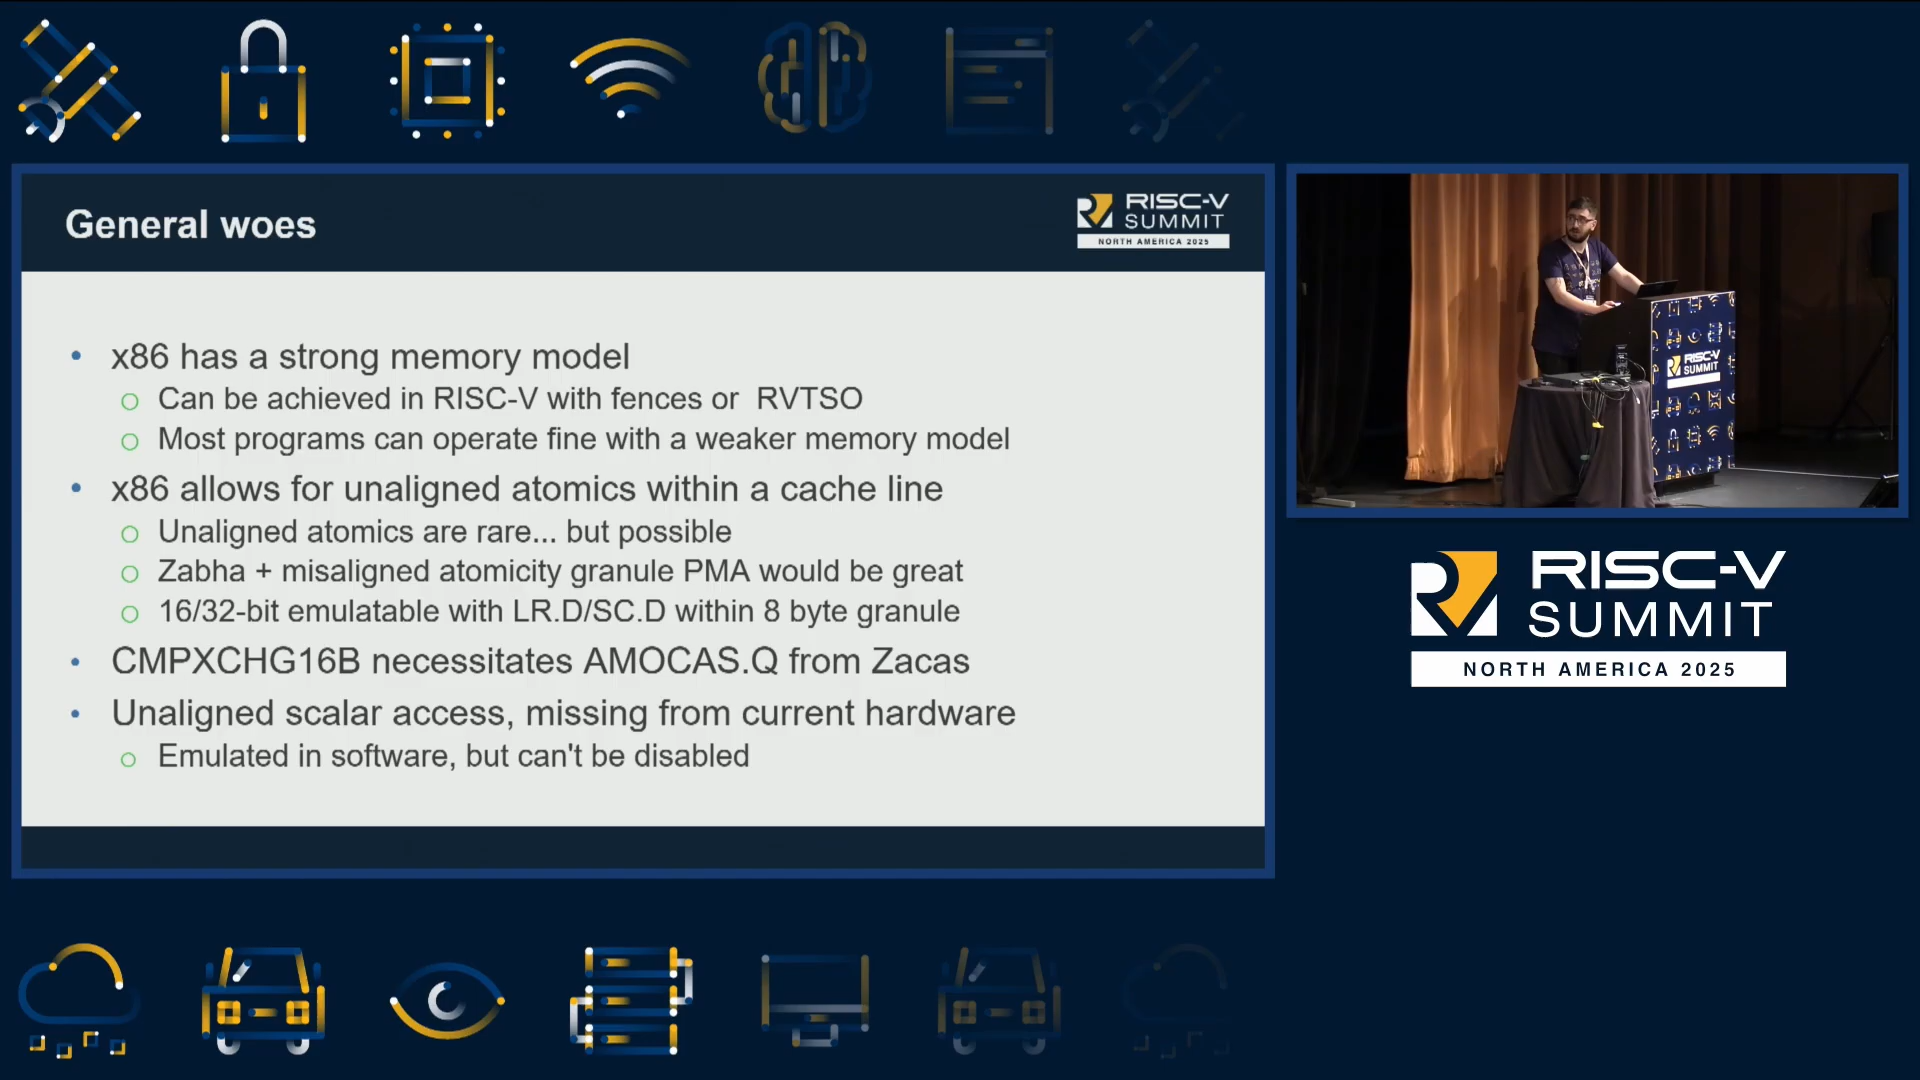 General woes
RISC-V
SUMMIT
NORTH AMERICA 2025
• x86 has a strong memory model
o Can be achieved in RISC-V with fences or RVTSO
o Most programs can operate fine with a weaker memory model
• x86 allows for unaligned atomics within a cache line
o Unaligned atomics are rare... but possible
o Zabha + misaligned atomicity granule PMA would be great
o 16/32-bit emulatable with LR.D/SC.D within 8 byte granule
• CMPXCHG16B necessitates AMOCAS.Q from Zacas
• Unaligned scalar access, missing from current hardware
o Emulated in software, but can't be disabled
RISC-V
SUMMIT
RISC-V
SUMMIT
NORTH AMERICA 2025